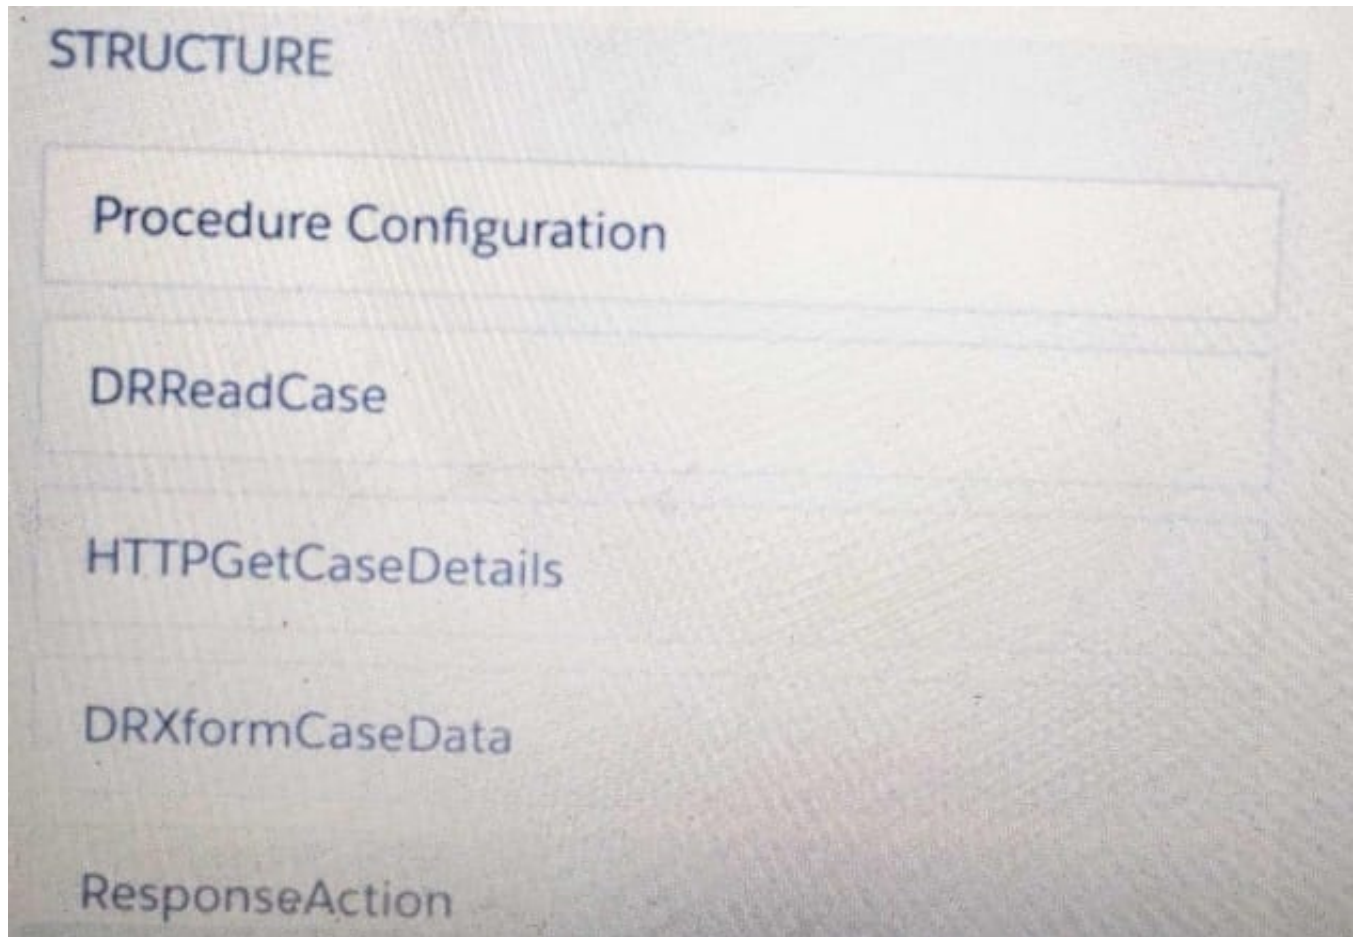 STRUCTURE
Procedure Configuration
DRReadCase
HTTPGetCaseDetails
DRXformCaseData
ResponseAction